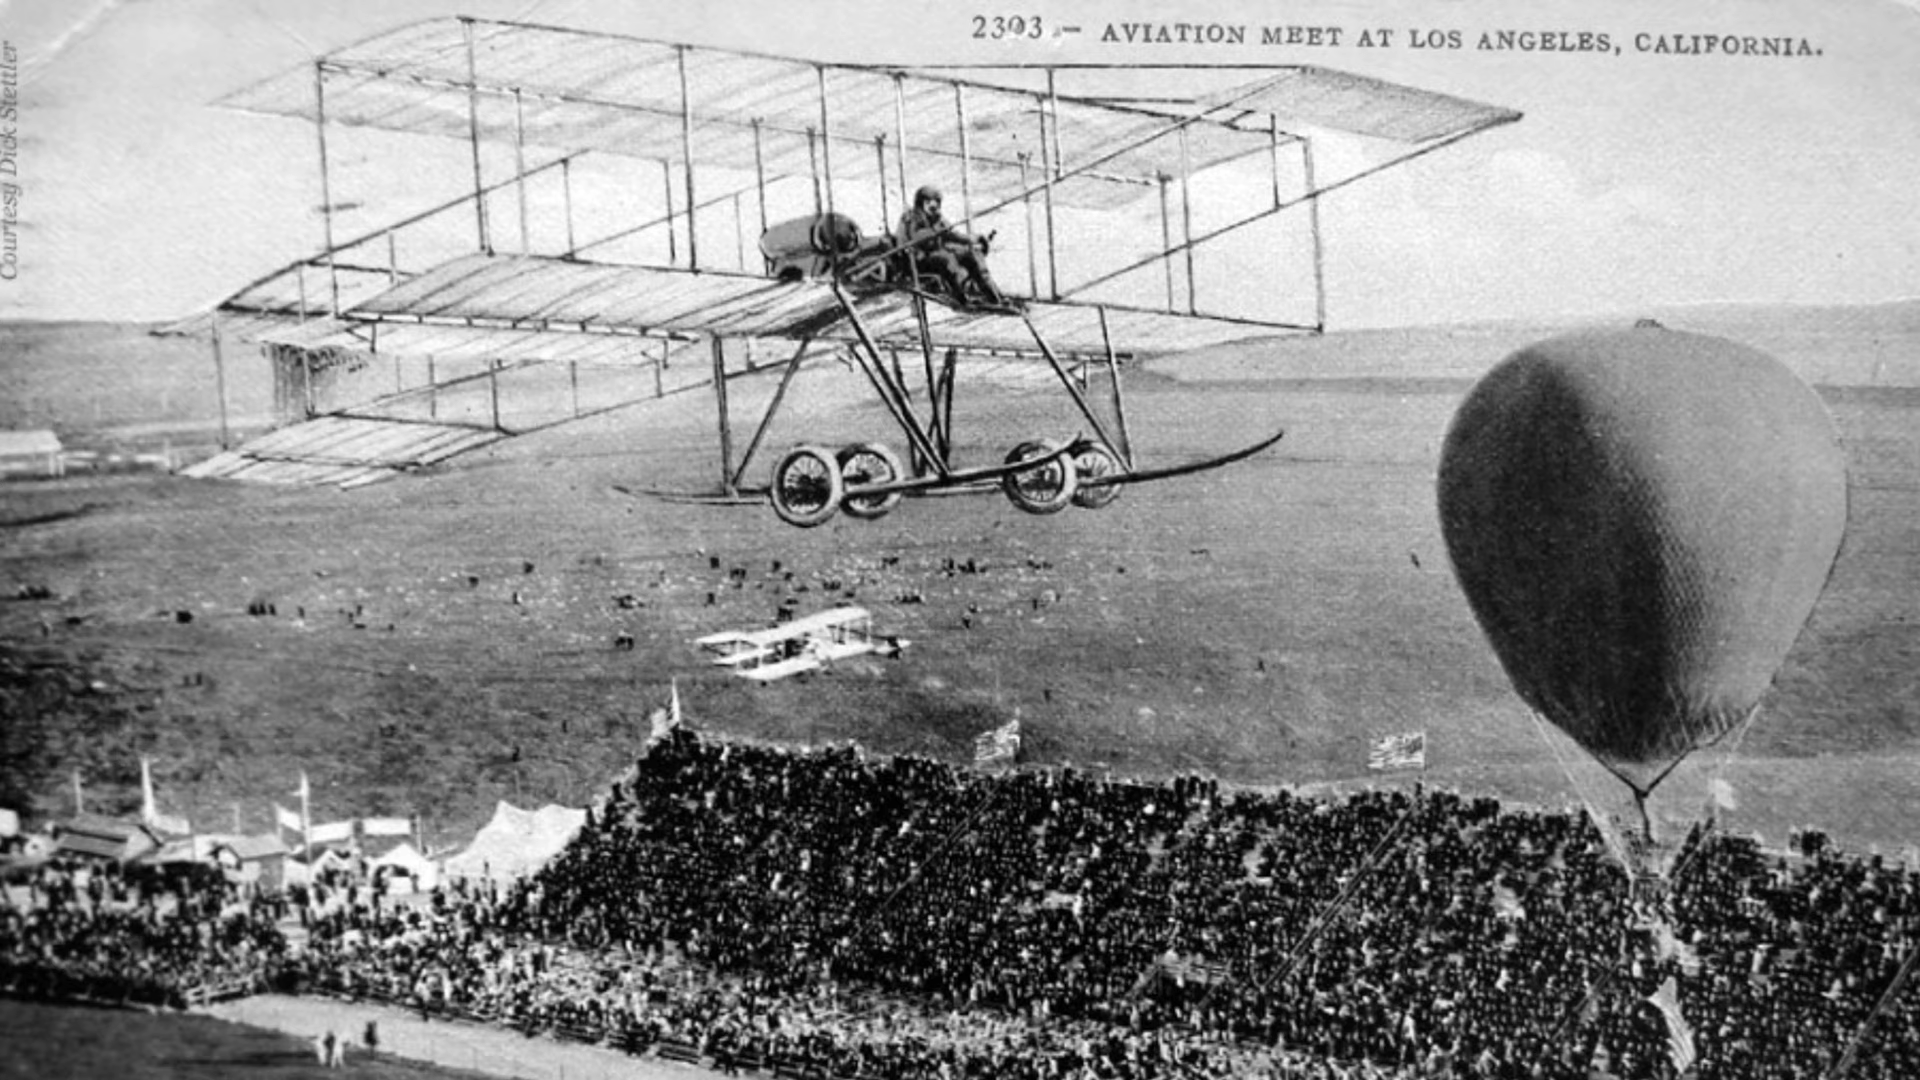 2303.— AVIATION MEET AT LOS ANGELES, CALIFORNIA.
Courtesy Dick Stettler